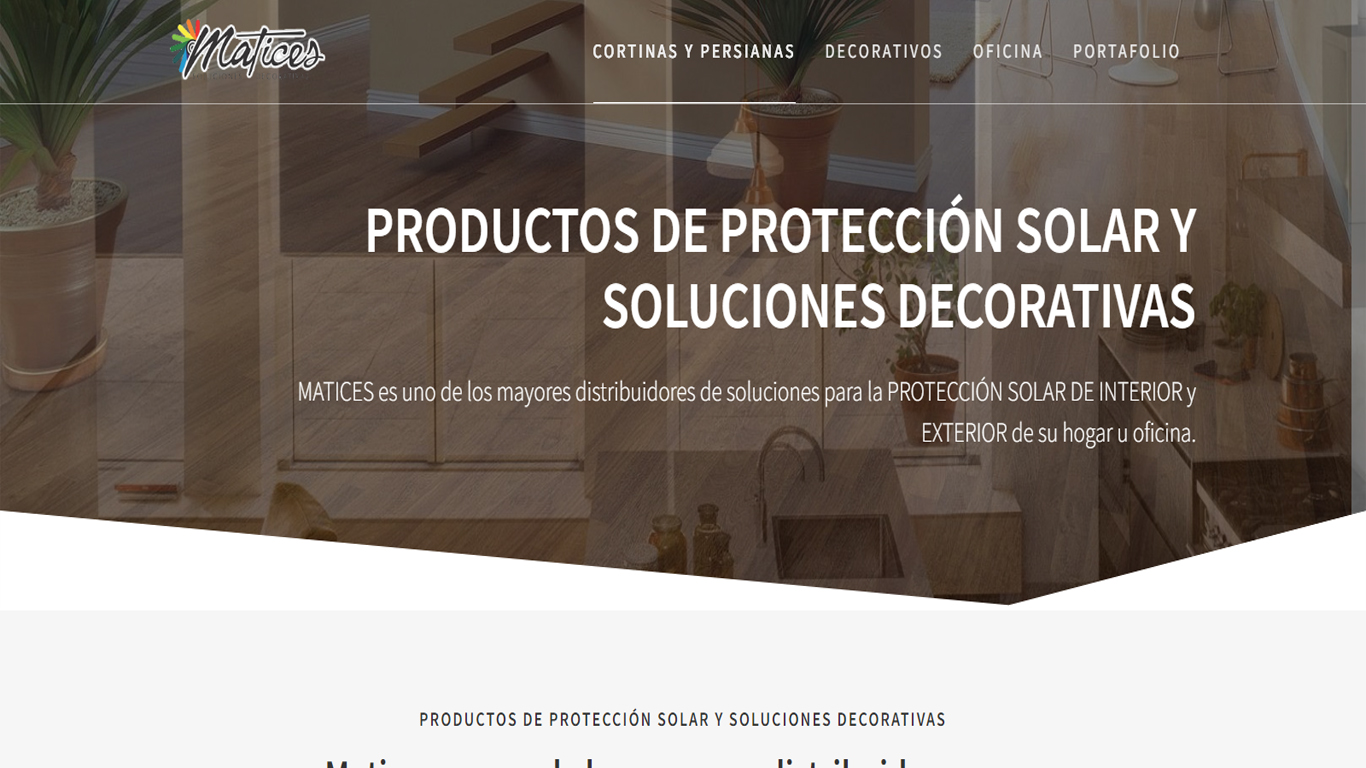 Matices
CORTINAS Y PERSIANAS DECORATIVOS OFICINA PORTAFOLIO
PRODUCTOS DE PROTECCIÓN SOLAR Y
SOLUCIONES DECORATIVAS
MATICES es uno de los mayores distribuidores de soluciones para la PROTECCIÓN SOLAR DE INTERIOR y
EXTERIOR de su hogar u oficina.
PRODUCTOS DE PROTECCIÓN SOLAR Y SOLUCIONES DECORATIVAS